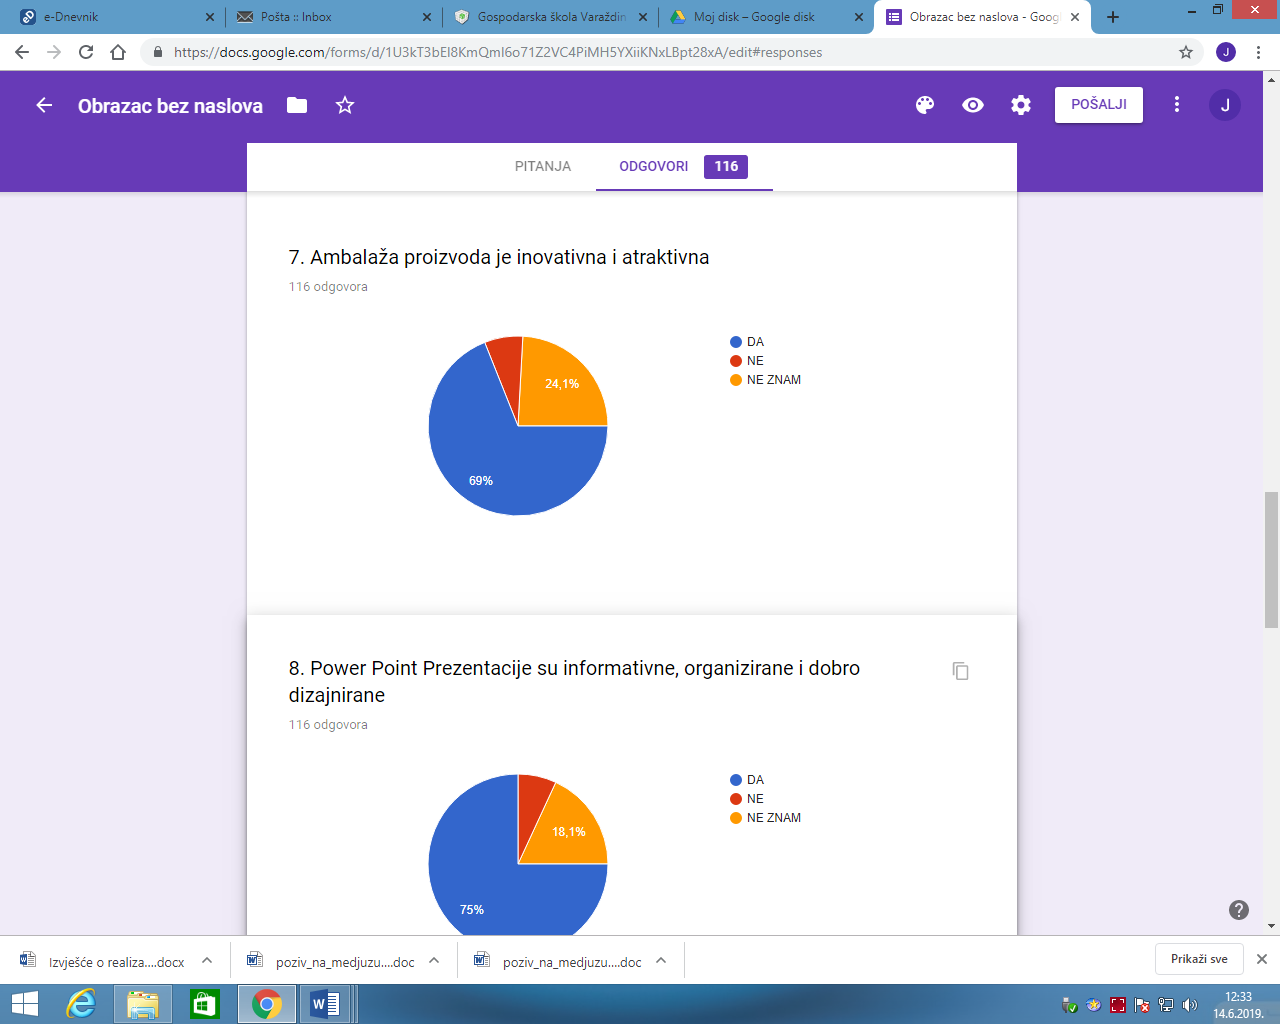 e-Dnevnik
Pošta :: Inbox
Gospodarska škola Varaždin
Moj disk – Google disk
Obrazac bez naslova - Goog
https://docs.google.com/forms/d/1U3kT3bEl8KmQmI6o71Z2VC4PiMH5YXiiKNxLBpt28xA/edit#responses
J
Obrazac bez naslova
POŠALJI
J
PITANJA
ODGOVORI
116
7. Ambalaža proizvoda je inovativna i atraktivna
116 odgovora
DA
NE
NE ZNAM
24,1%
69%
8. Power Point Prezentacije su informativne, organizirane i dobro
dizajnirane
116 odgovora
DA
NE
NE ZNAM
18,1%
75%
Izvješće o realiza....docx
poziv_na_medjuzu....doc
poziv_na_medjuzu....doc
Prikaži sve
12:33
14.6.2019.